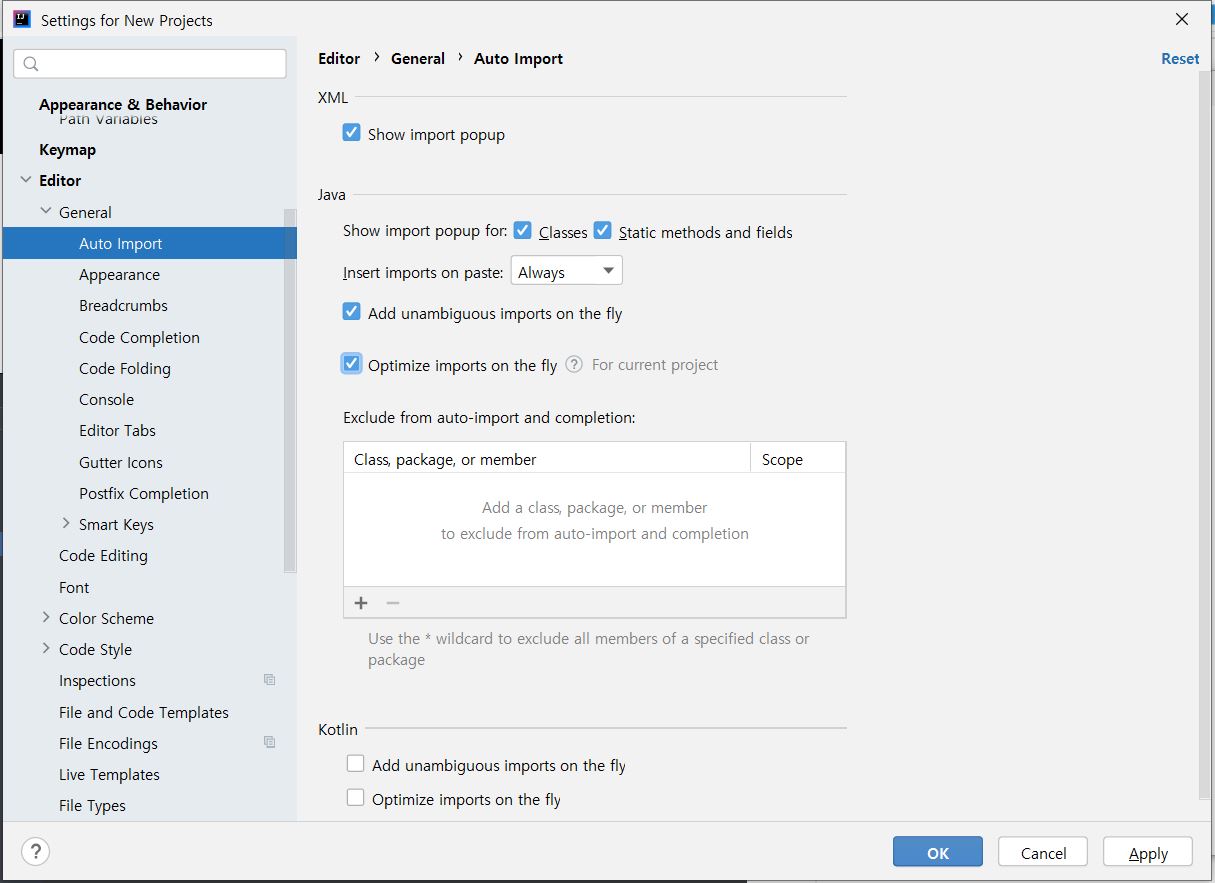 Settings for New Projects
Appearance & Behavior
Path Variables
Keymap
Editor
General
Auto Import
Appearance
Breadcrumbs
Code Completion
Code Folding
Console
Editor Tabs
Gutter Icons
Postfix Completion
Smart Keys
Code Editing
Font
Color Scheme
Code Style
Inspections
File and Code Templates
File Encodings
Live Templates
File Types
Editor > General > Auto Import
Reset
XML
Show import popup
Java
Show import popup for: Classes Static methods and fields
Insert imports on paste: Always
Add unambiguous imports on the fly
Optimize imports on the fly ? For current project
Exclude from auto-import and completion:
Class, package, or member Scope
Add a class, package, or member
to exclude from auto-import and completion
Use the * wildcard to exclude all members of a specified class or
package
Kotlin
Add unambiguous imports on the fly
Optimize imports on the fly
? OK Cancel Apply